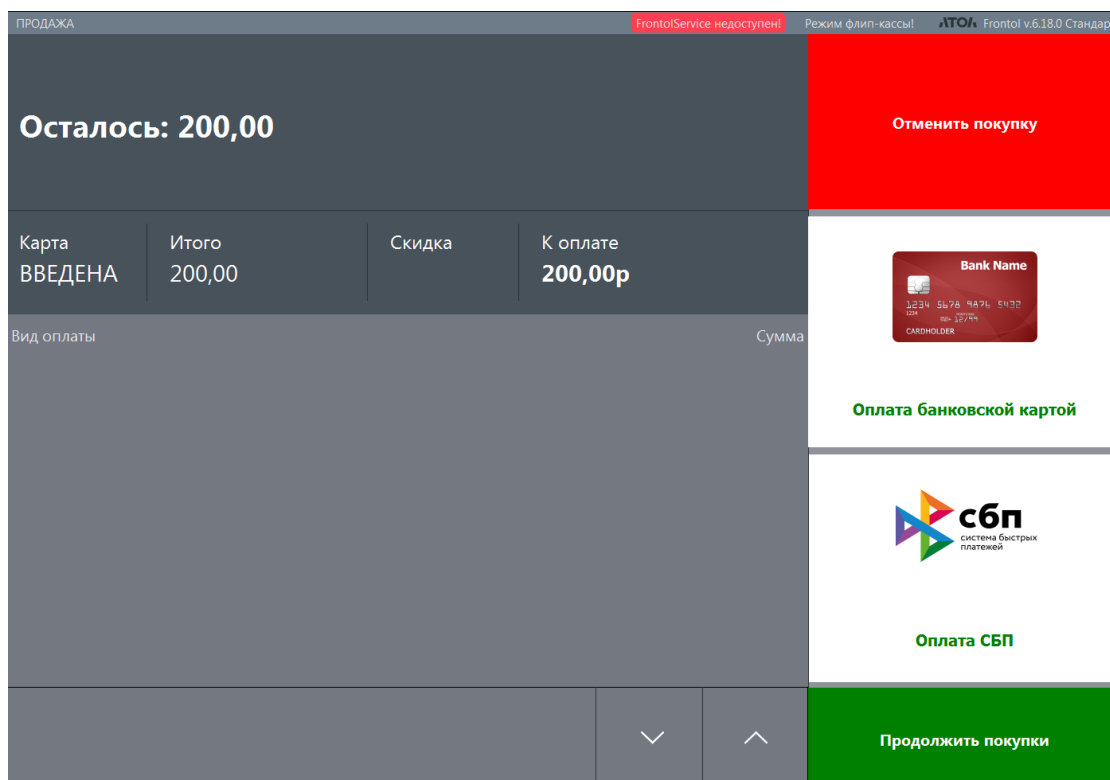 ПРОДАЖА
FrontolService недоступен!
Режим флип-кассы!
АТОЛ Frontol v.6.18.0 Стандар
Осталось: 200,00
Отменить покупку
Карта
Итого
Скидка
К оплате
ВВЕДЕНА
200,00
200,00р
Bank Name
1234 5678 9876 5432
1234
12/99
CARDHOLDER
Оплата банковской картой
Вид оплаты
Сумма
сбп
система быстрых
платежей
Оплата СБП
Продолжить покупки